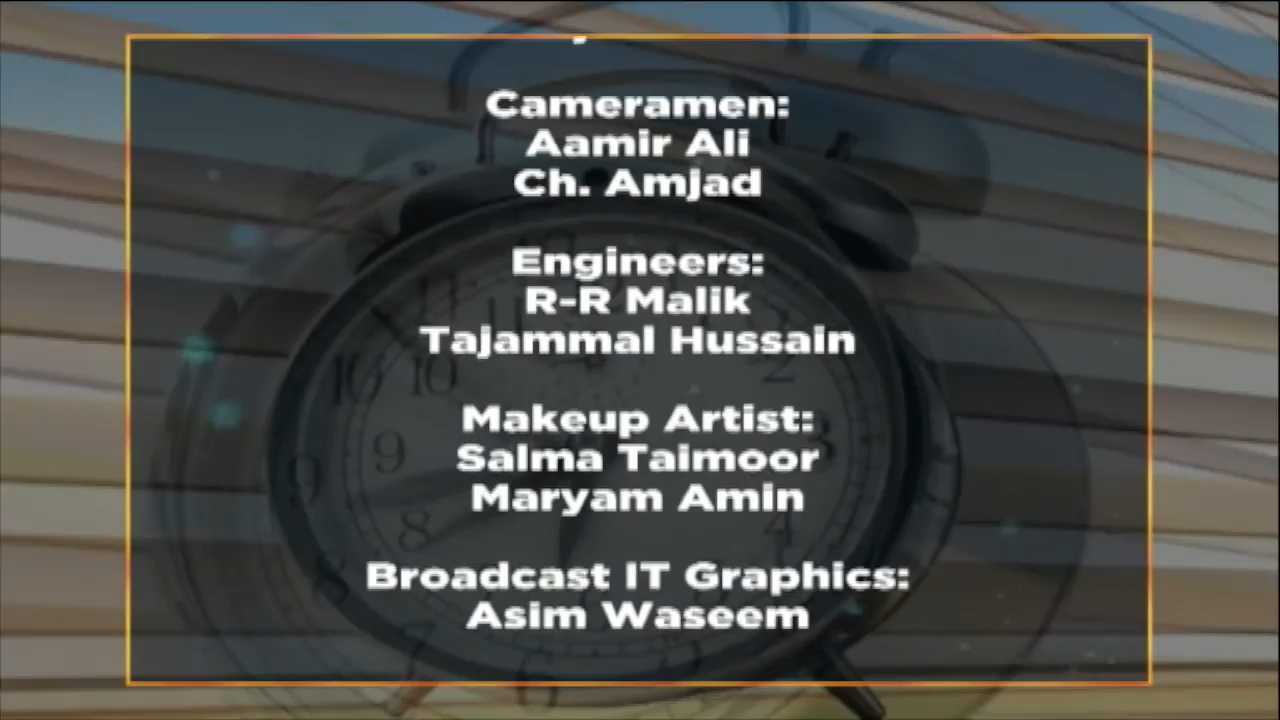 Cameramen:
Aamir Ali
Ch. Amjad
Engineers:
R-R Malik
Tajammal Hussain
Makeup Artist:
Salma Taimoor
Maryam Amin
Broadcast IT Graphics:
Asim Waseem